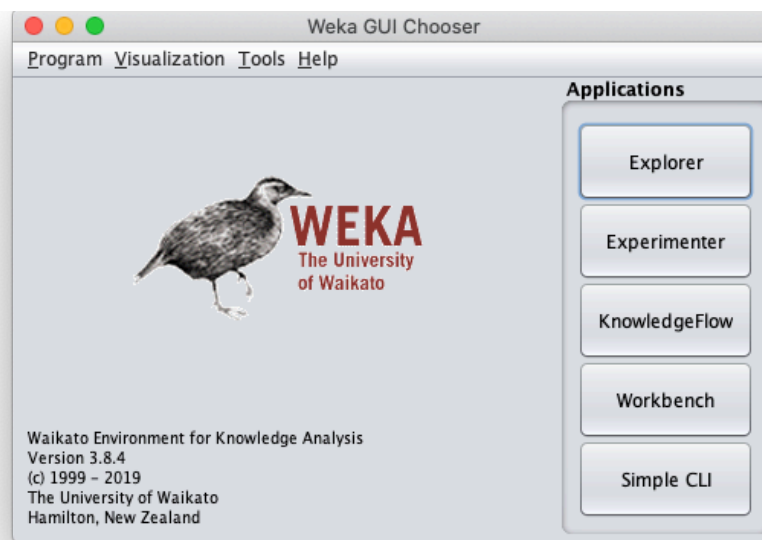 Weka GUI Chooser
Program Visualization Tools Help
Applications
Explorer
Experimenter
KnowledgeFlow
Workbench
Simple CLI
WEKA
The University
of Waikato
Waikato Environment for Knowledge Analysis
Version 3.8.4
(c) 1999 - 2019
The University of Waikato
Hamilton, New Zealand